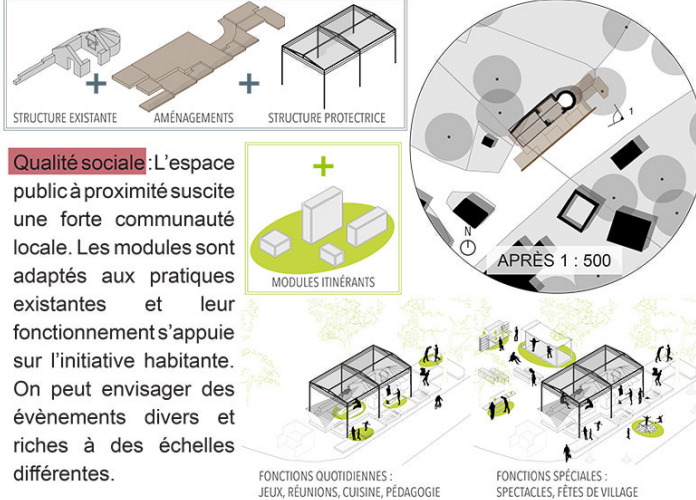 STRUCTURE EXISTANTE
AMÉNAGEMENTS
STRUCTURE PROTECTRICE
Qualité sociale : L'espace
public à proximité suscite
une forte communauté
locale. Les modules sont
adaptés aux pratiques
existantes et leur
fonctionnement s'appuie
sur l'initiative habitante.
On peut envisager des
évènements divers et
riches à des échelles
différentes.
MODULES ITINÉRANTS
1
N
APRÈS 1 : 500
FONCTIONS QUOTIDIENNES :
JEUX, RÉUNIONS, CUISINE, PÉDAGOGIE
FONCTIONS SPÉCIALES :
SPECTACLES, FÊTES DE VILLAGE